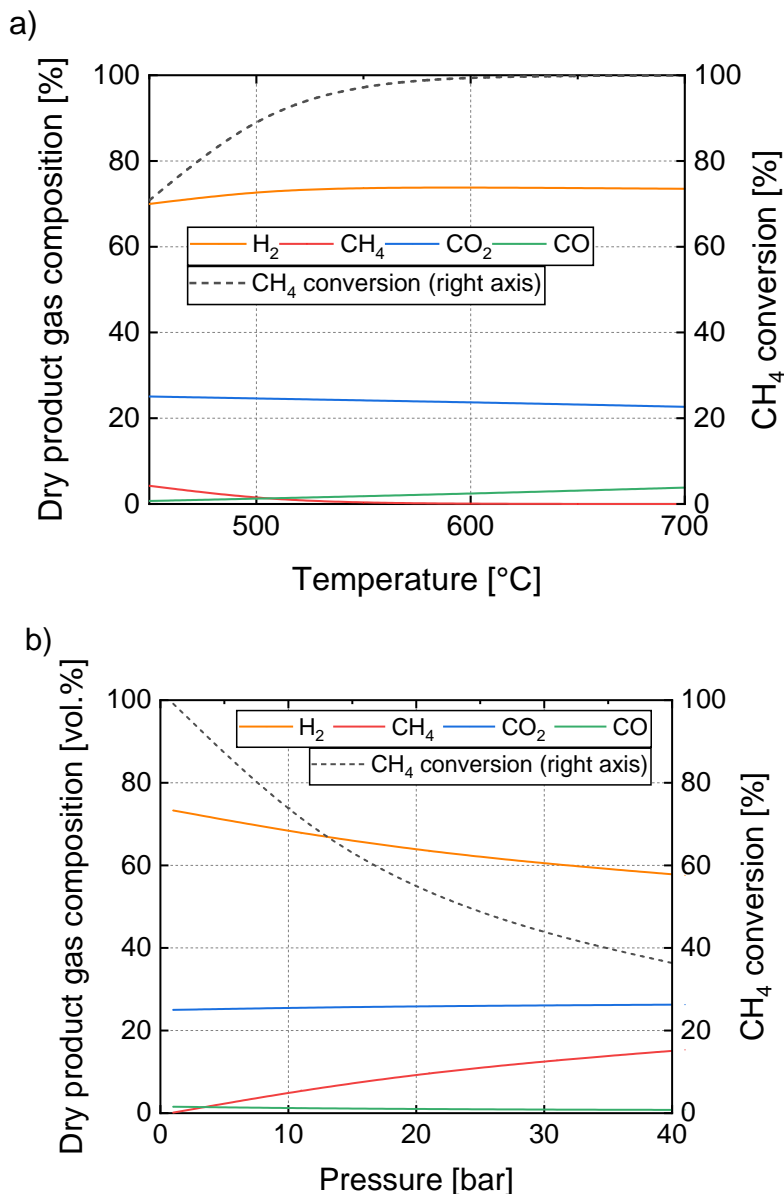 a)
Dry product gas composition [%]
100
80
60
40
20
0
H₂ CH₄ CO₂ CO
CH₄ conversion (right axis)
100
80
60
40
20
0
CH₄ conversion [%]
500 600 700
Temperature [°C]
b)
Dry product gas composition [vol.%]
100
80
60
40
20
0
H₂ CH₄ CO₂ CO
CH₄ conversion (right axis)
100
80
60
40
20
0
CH₄ conversion [%]
0 10 20 30 40
Pressure [bar]